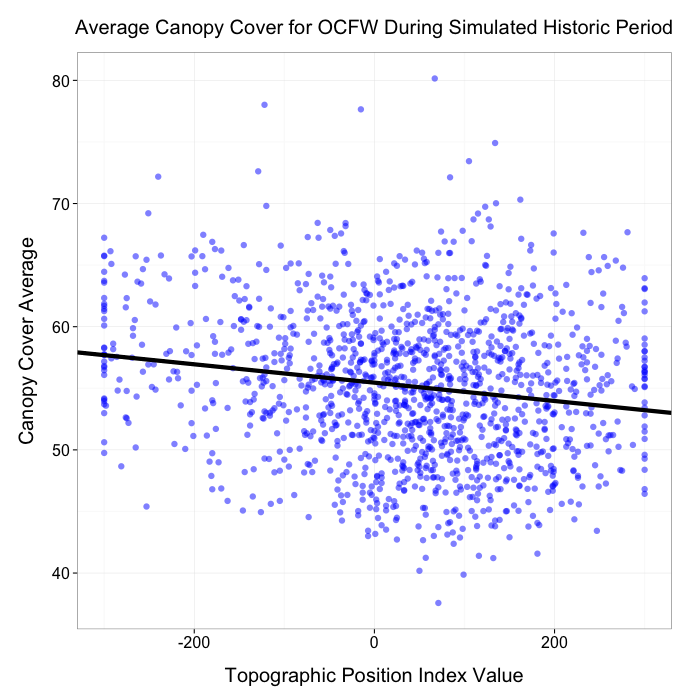 Average Canopy Cover for OCFW During Simulated Historic Period
80
70
60
50
40
Canopy Cover Average
-200 0 200
Topographic Position Index Value